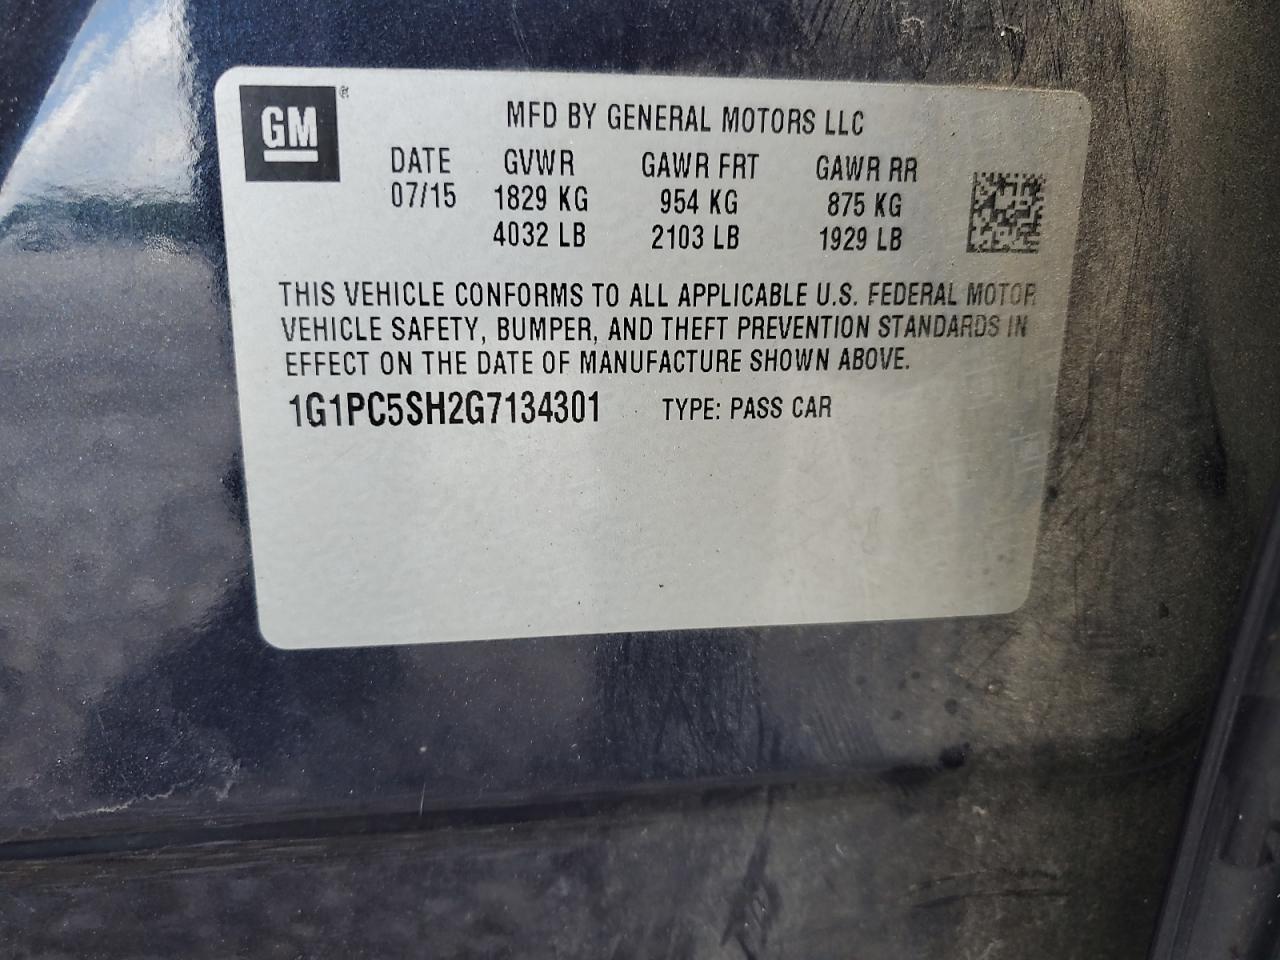 GM ®
MFD BY GENERAL MOTORS LLC
DATE GVWR GAWR FRT GAWR RR
07/15 1829 KG 954 KG 875 KG
4032 LB 2103 LB 1929 LB
THIS VEHICLE CONFORMS TO ALL APPLICABLE U.S. FEDERAL MOTOR
VEHICLE SAFETY, BUMPER, AND THEFT PREVENTION STANDARDS IN
EFFECT ON THE DATE OF MANUFACTURE SHOWN ABOVE.
1G1PC5SH2G7134301 TYPE: PASS CAR